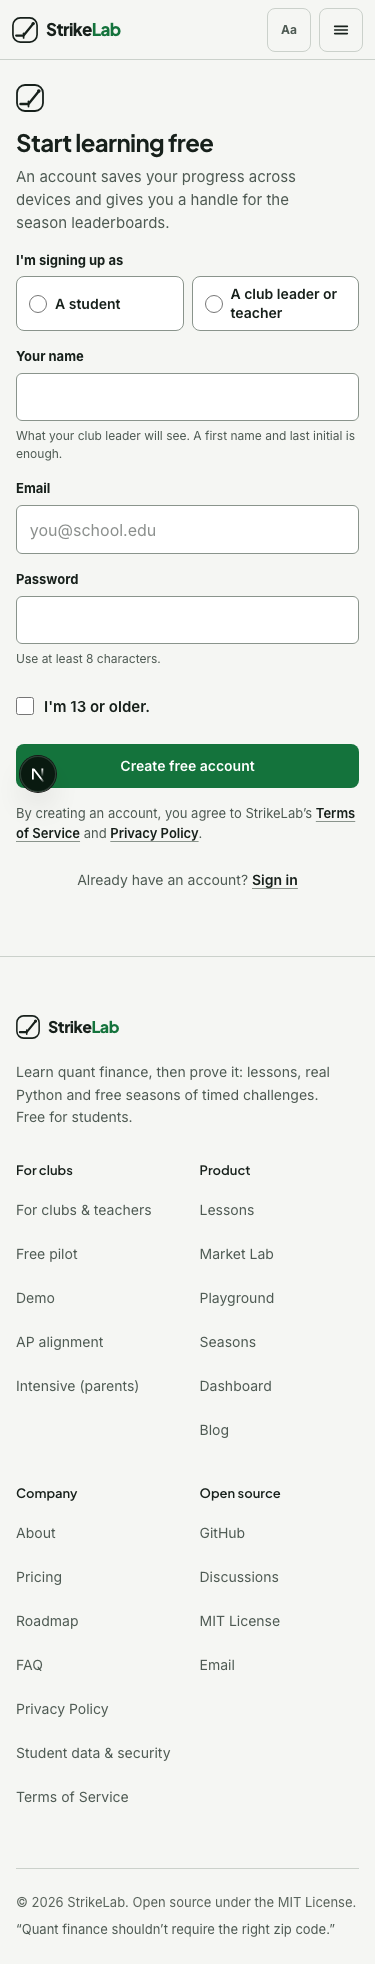 StrikeLab
Aa
Start learning free
An account saves your progress across
devices and gives you a handle for the
season leaderboards.
I'm signing up as
A student
A club leader or
teacher
Your name
What your club leader will see. A first name and last initial is
enough.
Email
you@school.edu
Password
Use at least 8 characters.
I'm 13 or older.
N
Create free account
By creating an account, you agree to StrikeLab’s Terms
of Service and Privacy Policy.
Already have an account? Sign in
StrikeLab
Learn quant finance, then prove it: lessons, real
Python and free seasons of timed challenges.
Free for students.
For clubs
For clubs & teachers
Free pilot
Demo
AP alignment
Intensive (parents)
Product
Lessons
Market Lab
Playground
Seasons
Dashboard
Blog
Company
About
Pricing
Roadmap
FAQ
Privacy Policy
Student data & security
Terms of Service
Open source
GitHub
Discussions
MIT License
Email
© 2026 StrikeLab. Open source under the MIT License.
“Quant finance shouldn’t require the right zip code.”